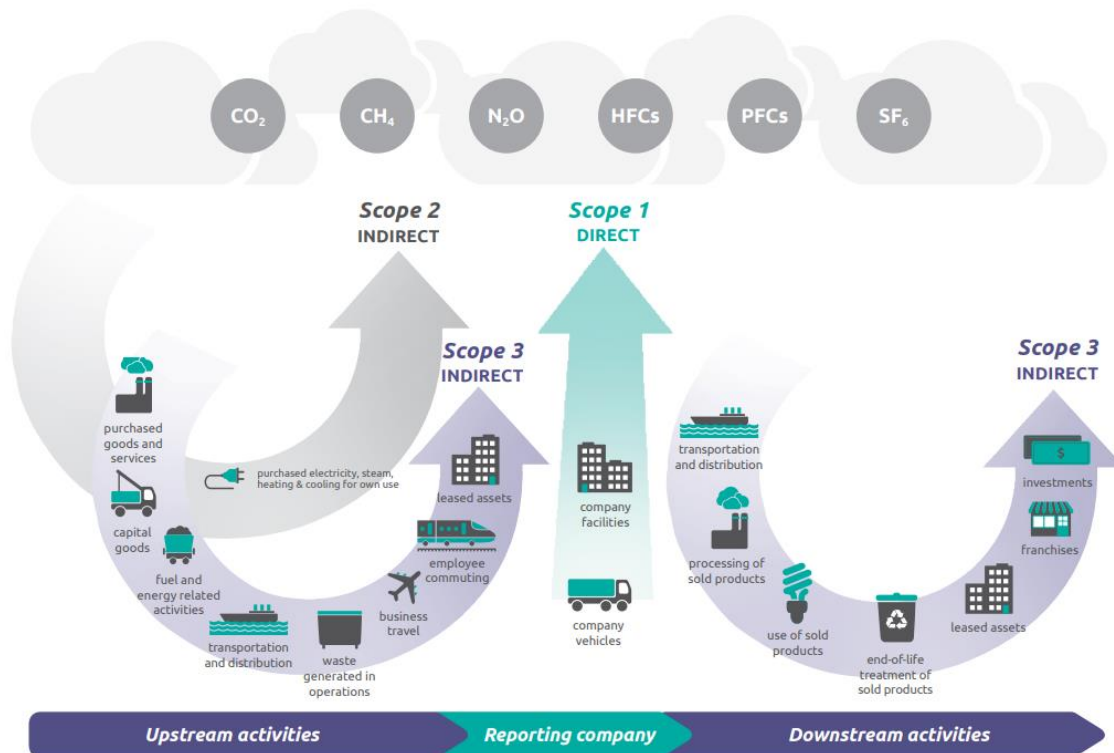 CO₂
CH₄
N₂O
HFCs
PFCs
SF₆
Scope 2
INDIRECT
Scope 1
DIRECT
Scope 3
INDIRECT
Scope 3
INDIRECT
purchased
goods and
services
capital
goods
fuel and
energy related
activities
transportation
and distribution
waste
generated in
operations
business
travel
employee
commuting
leased assets
purchased electricity, steam,
heating & cooling for own use
company
facilities
company
vehicles
transportation
and distribution
processing of
sold products
use of sold
products
end-of-life
treatment of
sold products
leased assets
franchises
$
investments
Upstream activities
Reporting company
Downstream activities